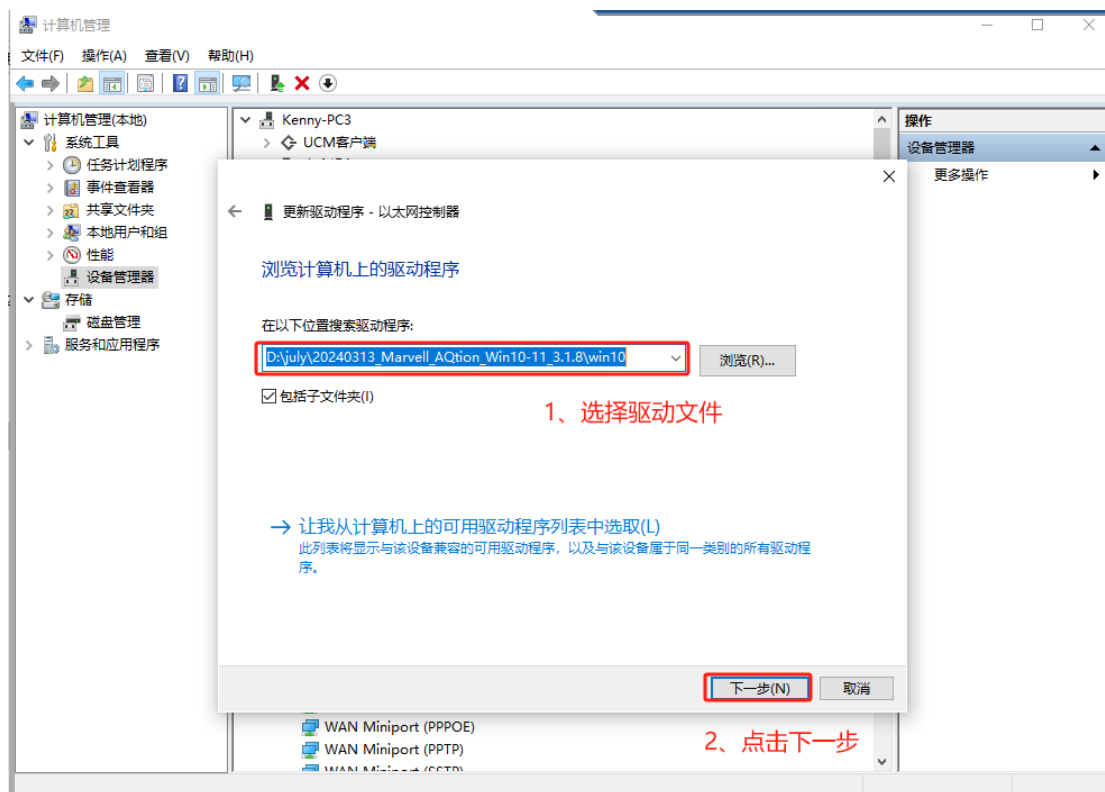 计算机管理
文件(F) 操作(A) 查看(V) 帮助(H)
计算机管理(本地)
系统工具
任务计划程序
事件查看器
共享文件夹
本地用户和组
性能
设备管理器
存储
磁盘管理
服务和应用程序
Kenny-PC3
UCM客户端
操作
设备管理器
更多操作
更新驱动程序 - 以太网控制器
浏览计算机上的驱动程序
在以下位置搜索驱动程序:
D:\july\20240313_Marvell_AQtion_Win10-11_3.1.8\win10
浏览(R)...
包括子文件夹(I)
1、选择驱动文件
让我从计算机上的可用驱动程序列表中选取(L)
此列表将显示与该设备兼容的可用驱动程序，以及与该设备属于同一类别的所有驱动程
序。
下一步(N) 取消
WAN Miniport (PPPOE)
2、点击下一步
WAN Miniport (PPTP)
WAN Miniport (SSTP)